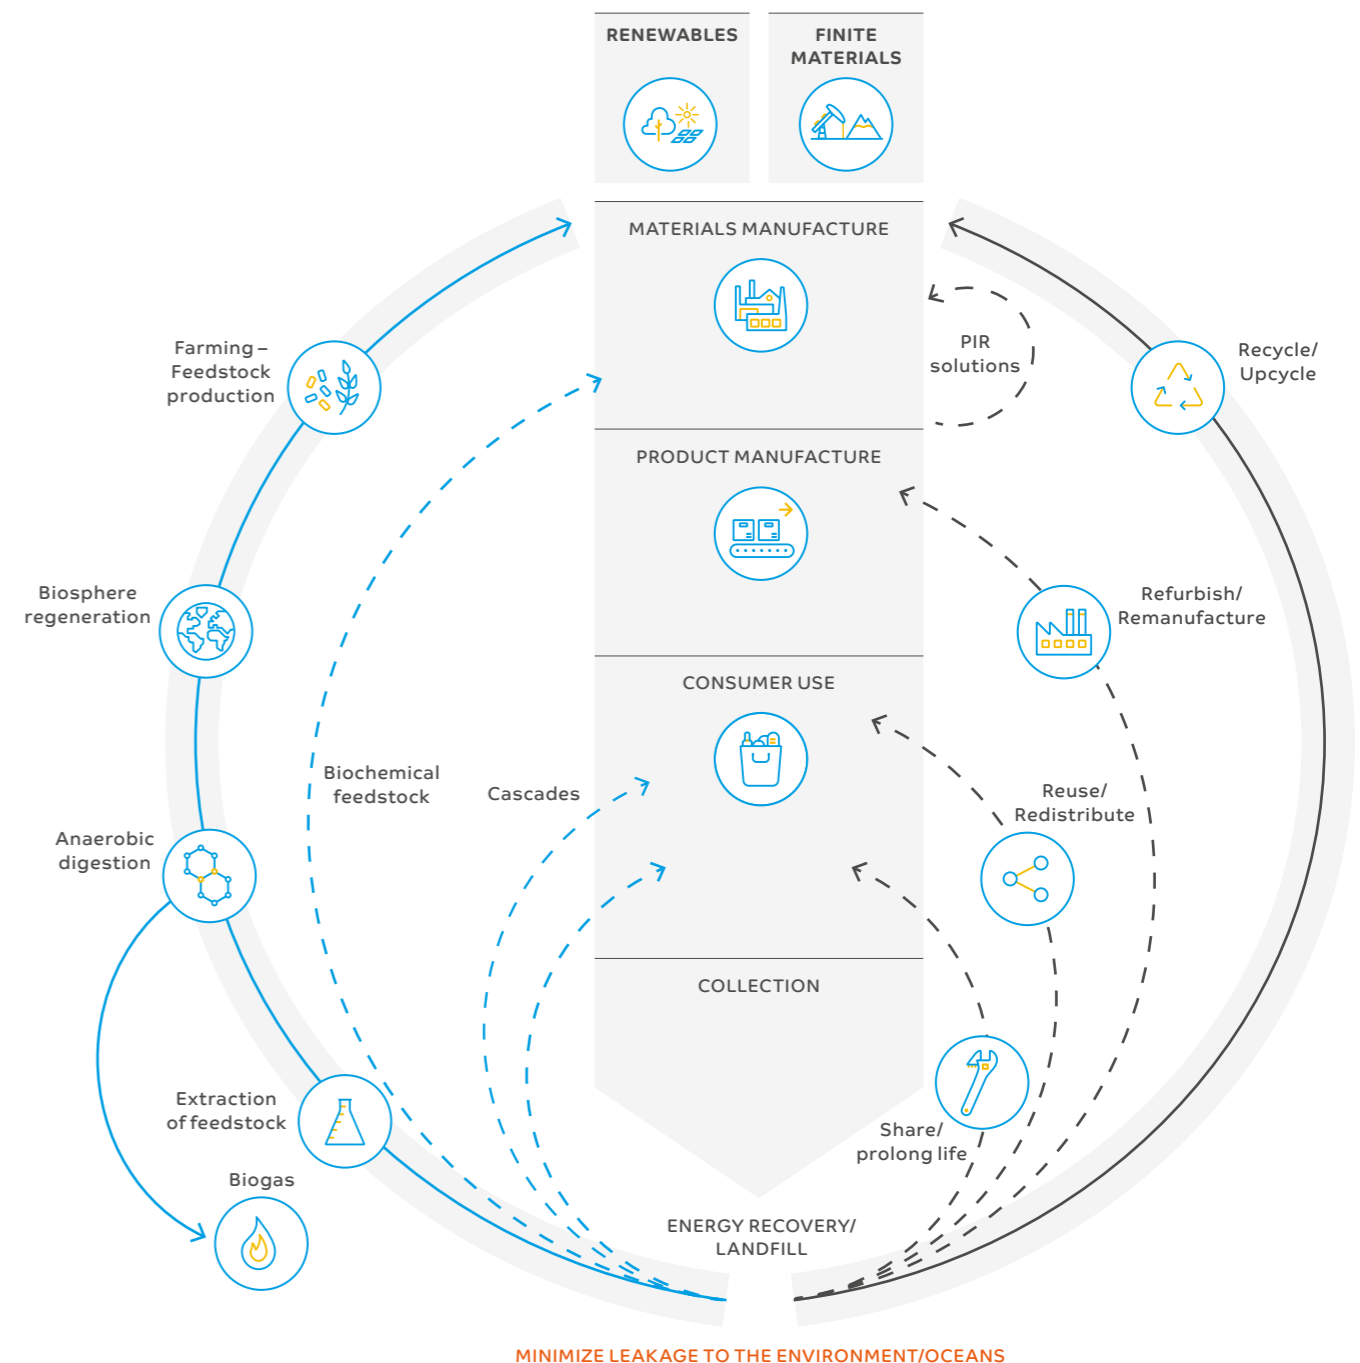 RENEWABLES
FINITE
MATERIALS
MATERIALS MANUFACTURE
PIR
solutions
Farming –
Feedstock
production
Recycle/
Upcycle
PRODUCT MANUFACTURE
Biosphere
regeneration
Refurbish/
Remanufacture
CONSUMER USE
Biochemical
feedstock
Cascades
Reuse/
Redistribute
Anaerobic
digestion
COLLECTION
Extraction
of feedstock
Share/
prolong life
Biogas
ENERGY RECOVERY/
LANDFILL
MINIMIZE LEAKAGE TO THE ENVIRONMENT/OCEANS